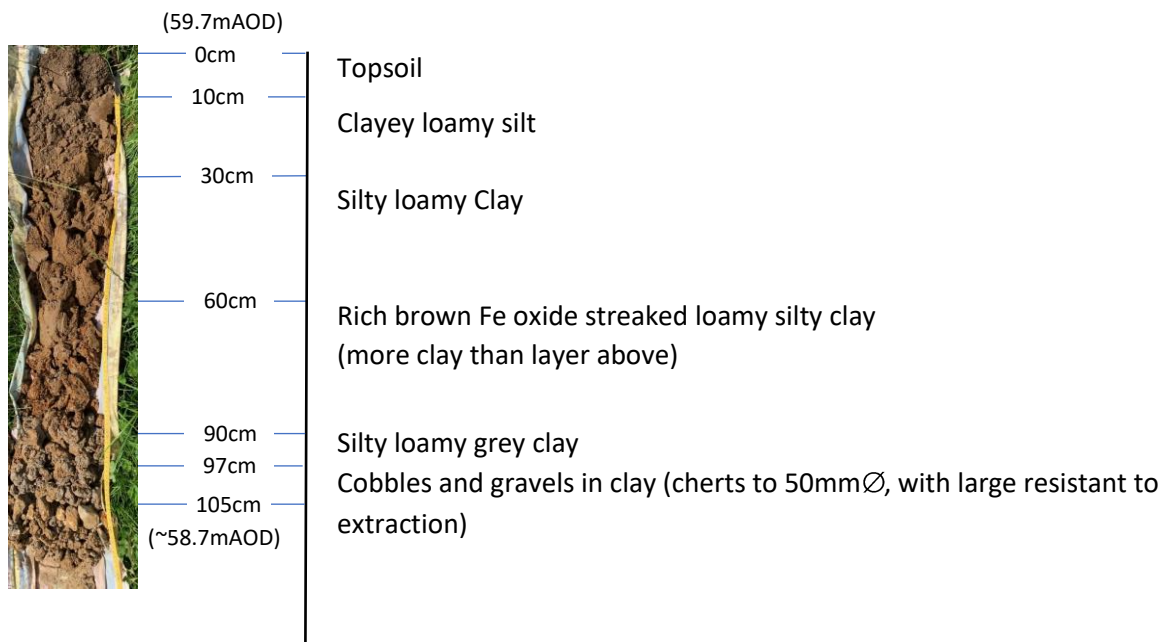 (59.7mAOD)
0cm
Topsoil
10cm
Clayey loamy silt
30cm
Silty loamy Clay
60cm
Rich brown Fe oxide streaked loamy silty clay
(more clay than layer above)
90cm
Silty loamy grey clay
97cm
Cobbles and gravels in clay (cherts to 50mm∅, with large resistant to
105cm
extraction)
(~58.7mAOD)